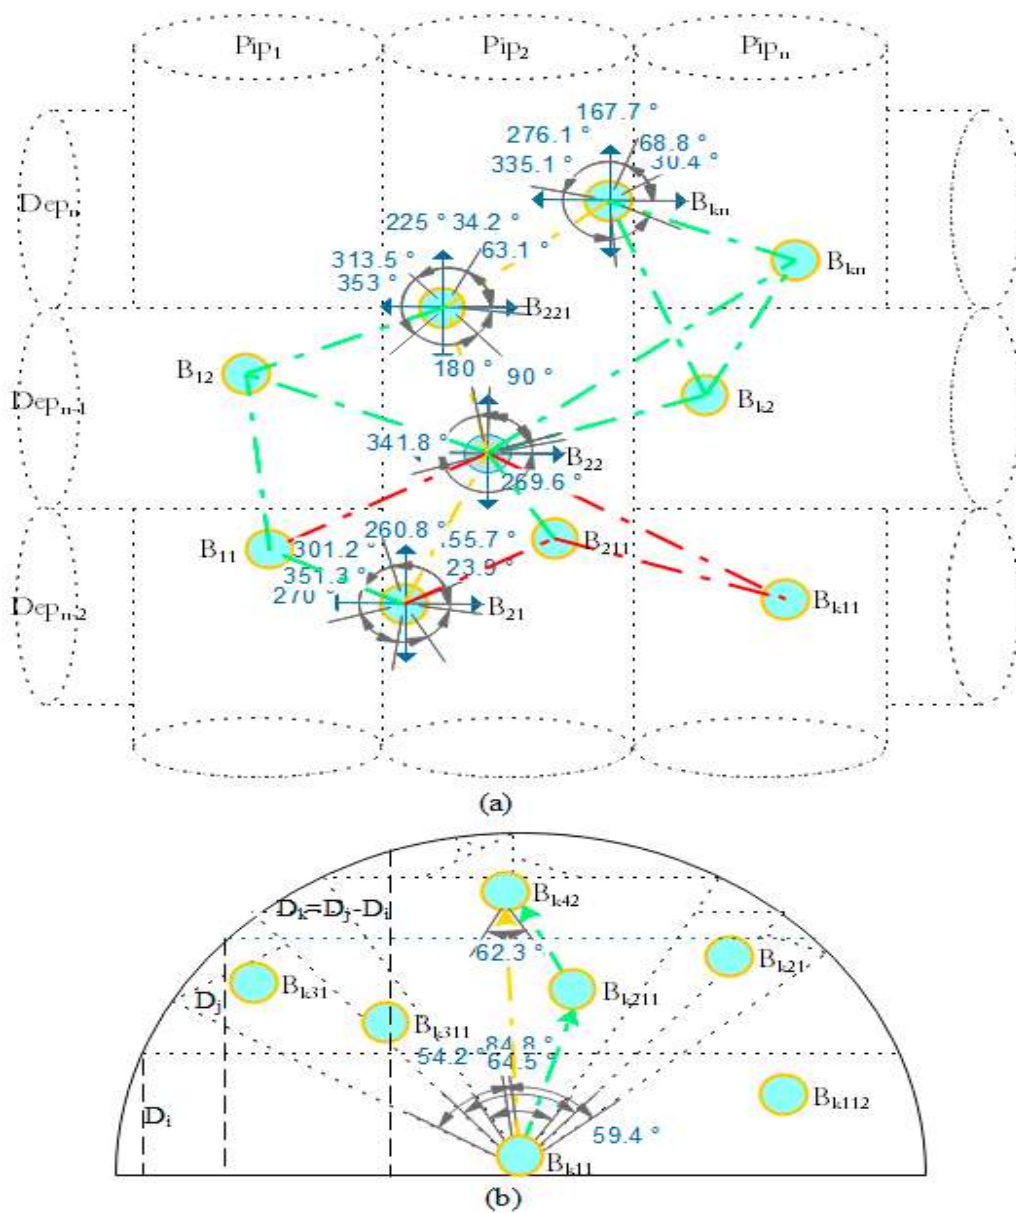 Pip₁ Pip₂ Pipₙ
167.7 °
276.1 ° 68.8 °
335.1 ° 30.4 °
Depₙ Bₖₙ
225 ° 34.2 °
63.1 °
313.5 ° Bₖₙ
353 °
B₂₂₁
B₁₂ 180 ° 90 °
Depₙ₋₁ Bₖ₂
341.8 °
B₂₂
269.6 °
260.8 ° 55.7 °
B₁₁ 301.2 ° B₂₁₁
351.3 ° 23.9 °
Depₙ₋₂ 270 ° B₂₁ Bₖ₁₁
(a)
Bₖ₄₂
Dₖ=Dⱼ-Dᵢ
62.3 °
Bₖ₂₁
Bₖ₃₁
Dⱼ Bₖ₂₁₁
Bₖ₃₁₁
84.8 °
54.2 ° 64.5 °
Bₖ₁₁₂
Dᵢ
59.4 °
Bₖ₁₁
(b)